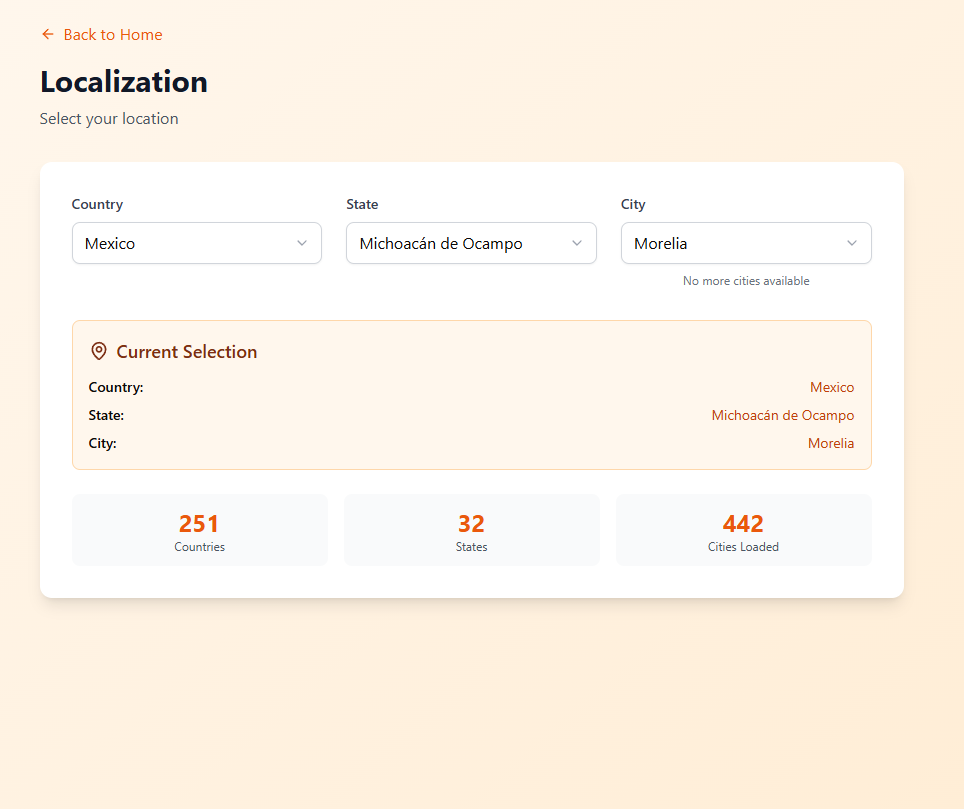 Back to Home
Localization
Select your location
Country
State
City
Mexico
Michoacán de Ocampo
Morelia
No more cities available
Current Selection
Country: Mexico
State: Michoacán de Ocampo
City: Morelia
251
Countries
32
States
442
Cities Loaded